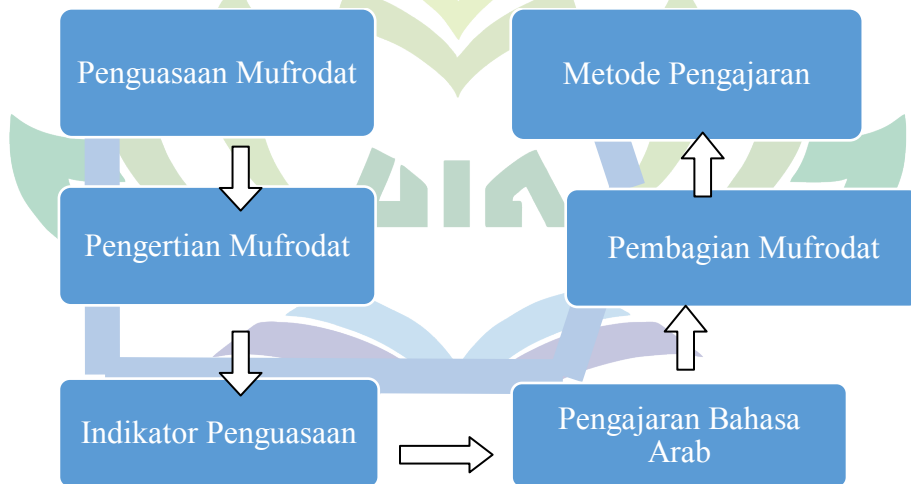 Penguasaan Mufrodat
Pengertian Mufrodat
Indikator Penguasaan
Pengajaran Bahasa
Arab
Pembagian Mufrodat
Metode Pengajaran